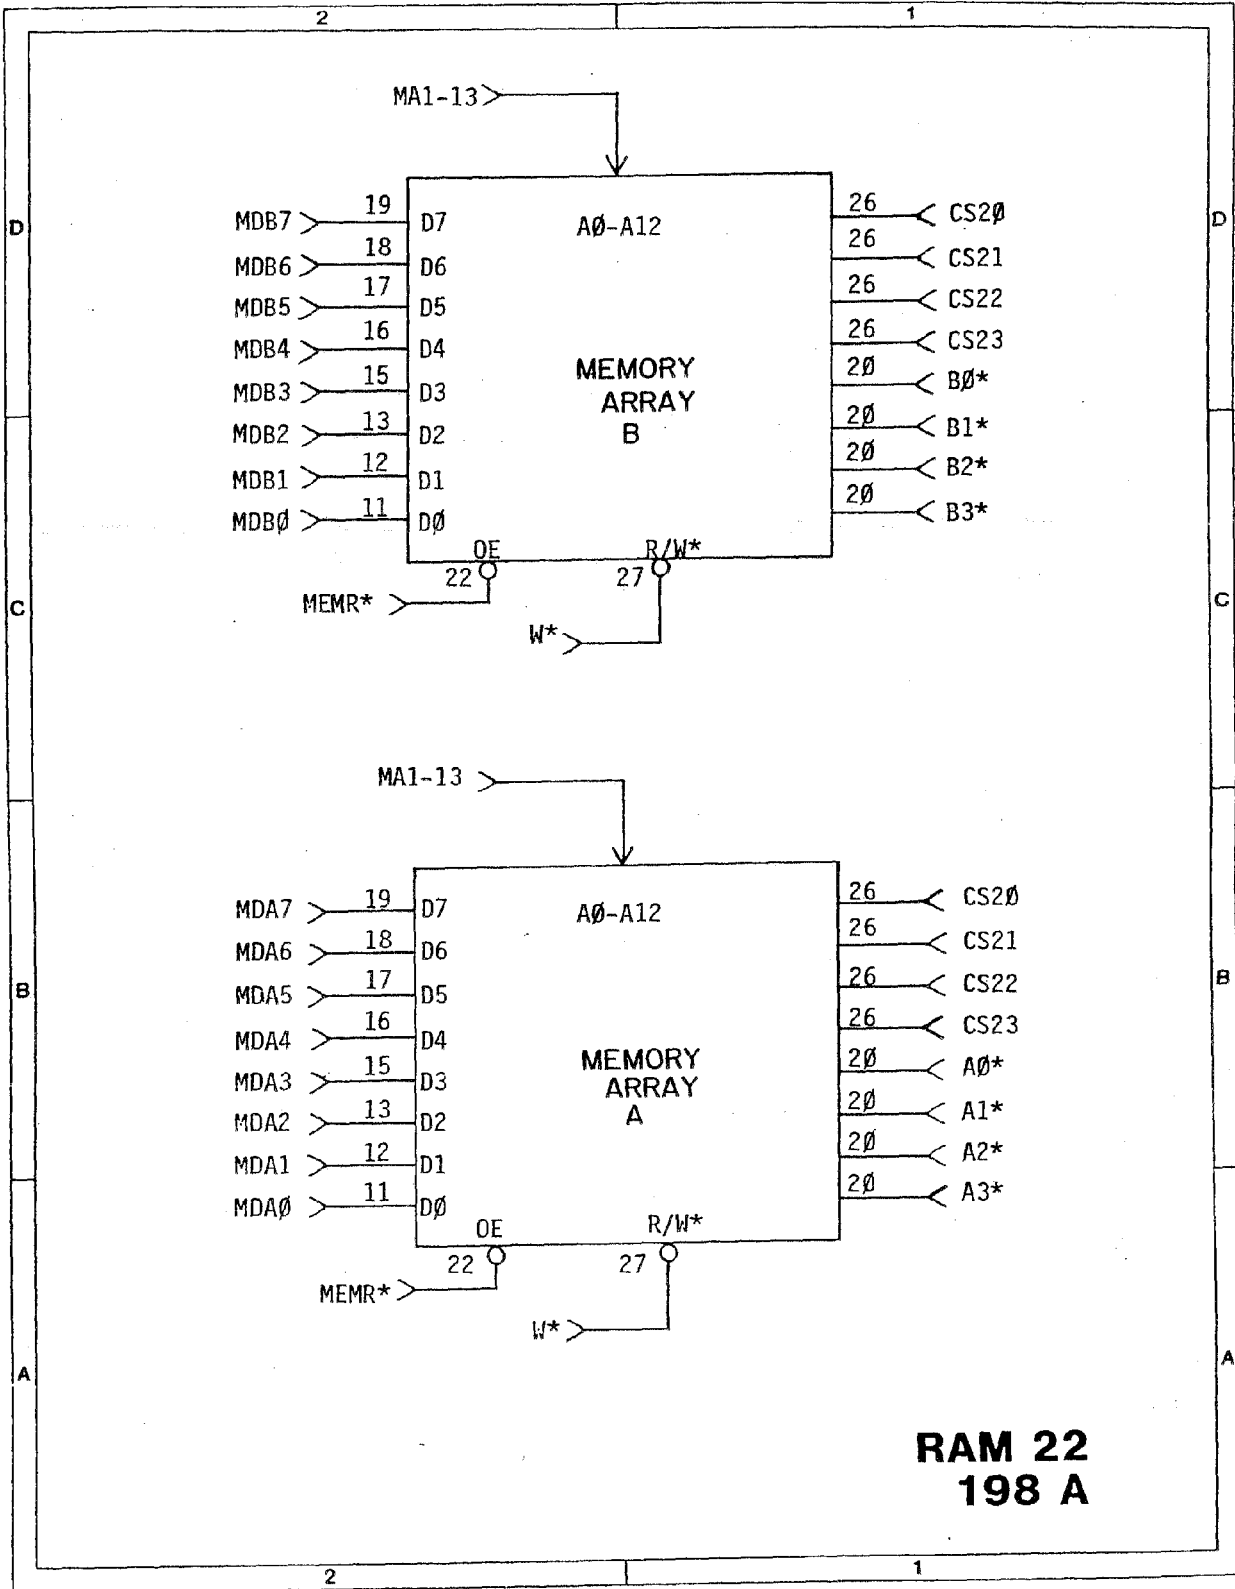 2 1
MA1-13
MDB7 19 D7 AØ-A12 26 CS2Ø
D D
MDB6 18 D6 26 CS21
MDB5 17 D5 26 CS22
MDB4 16 D4 26 CS23
MEMORY
MDB3 15 D3 2Ø BØ*
ARRAY
MDB2 13 D2 B 2Ø B1*
MDB1 12 D1 2Ø B2*
MDBØ 11 DØ 2Ø B3*
OE R/W*
22 27
C MEMR* C
W*
MA1-13
MDA7 19 D7 AØ-A12 26 CS2Ø
MDA6 18 D6 26 CS21
B MDA5 17 D5 26 CS22 B
MDA4 16 D4 26 CS23
MEMORY
MDA3 15 D3 2Ø AØ*
ARRAY
MDA2 13 D2 A 2Ø A1*
MDA1 12 D1 2Ø A2*
MDAØ 11 DØ 2Ø A3*
OE R/W*
22 27
MEMR*
W*
A A
RAM 22
198 A
2 1